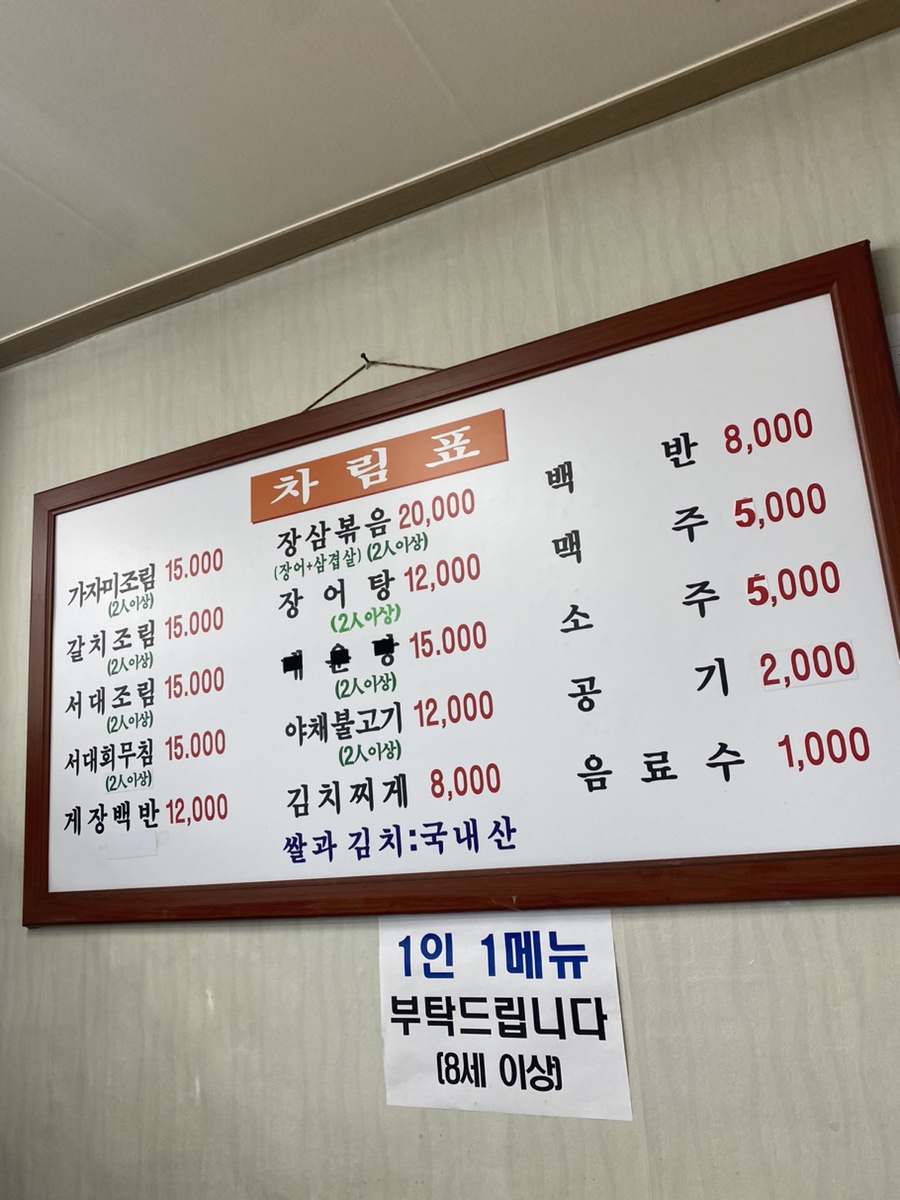 차림표
가자미조림 15.000
(2人이상)
갈치조림 15.000
(2人이상)
서대조림 15.000
(2人이상)
서대회무침 15.000
(2人이상)
게장백반 12,000
장삼볶음 20,000
(장어+삼겹살) (2人이상)
장어탕 12,000
(2人이상)
15.000
(2人이상)
야채불고기 12,000
(2人이상)
김치찌게 8,000
쌀과 김치:국내산
백반 8,000
맥주 5,000
소주 5,000
공기 2,000
음료수 1,000
1인 1메뉴
부탁드립니다
(8세 이상)